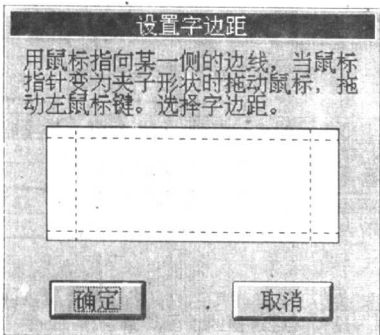 设置字边距
用鼠标指向某一侧的边线，当鼠标
指针变为夹子形状时拖动鼠标，拖
动左鼠标键。选择字边距。
确定
取消